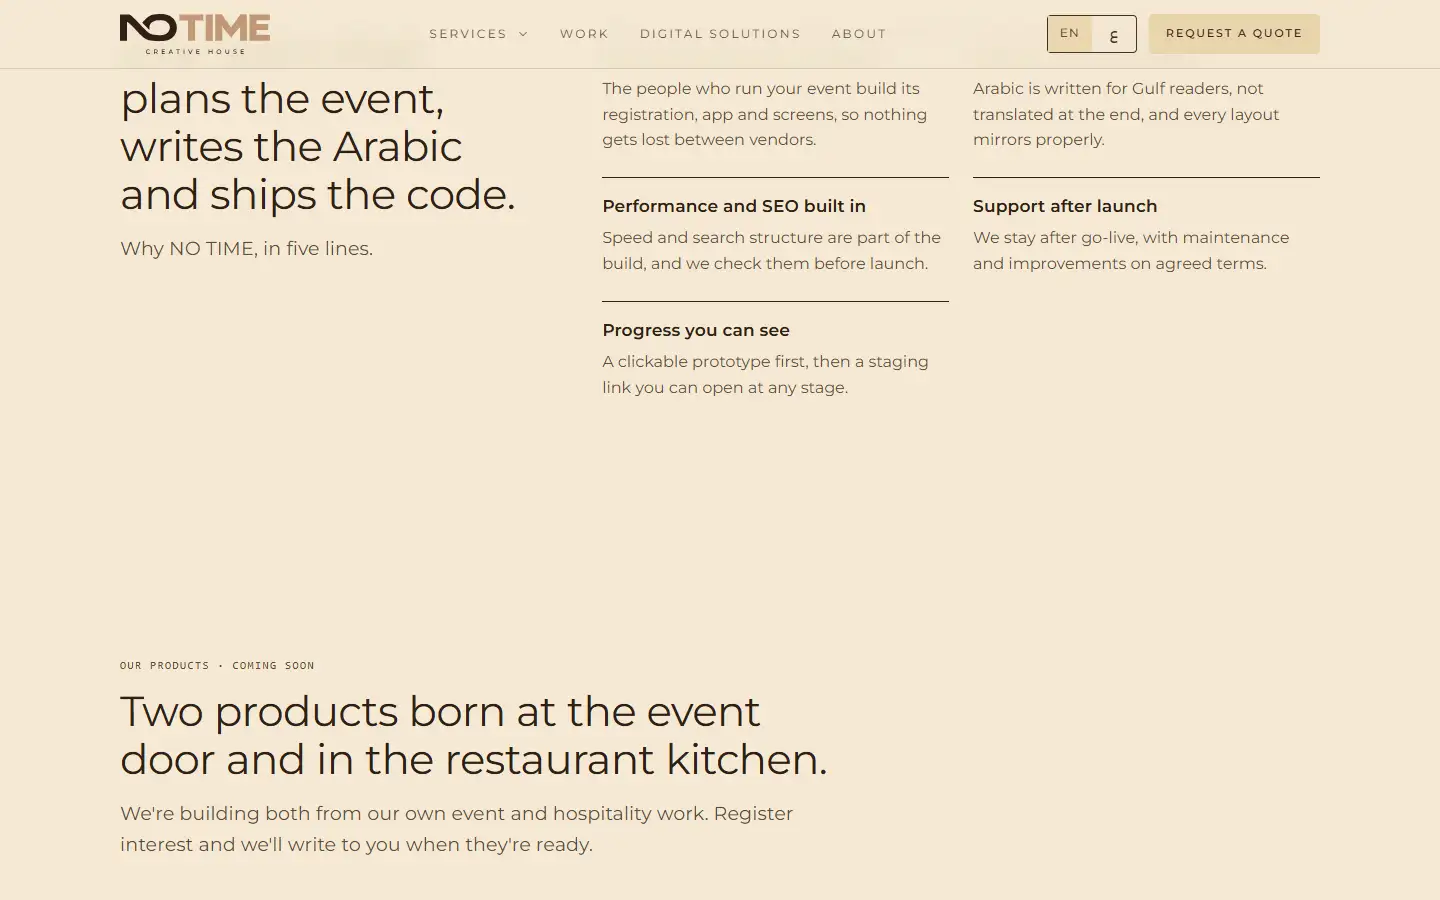 NO TIME
CREATIVE HOUSE
SERVICES
WORK
DIGITAL SOLUTIONS
ABOUT
EN
ع
REQUEST A QUOTE
plans the event,
writes the Arabic
and ships the code.
Why NO TIME, in five lines.
The people who run your event build its
registration, app and screens, so nothing
gets lost between vendors.
Arabic is written for Gulf readers, not
translated at the end, and every layout
mirrors properly.
Performance and SEO built in
Speed and search structure are part of the
build, and we check them before launch.
Support after launch
We stay after go-live, with maintenance
and improvements on agreed terms.
Progress you can see
A clickable prototype first, then a staging
link you can open at any stage.
OUR PRODUCTS · COMING SOON
Two products born at the event
door and in the restaurant kitchen.
We're building both from our own event and hospitality work. Register
interest and we'll write to you when they're ready.